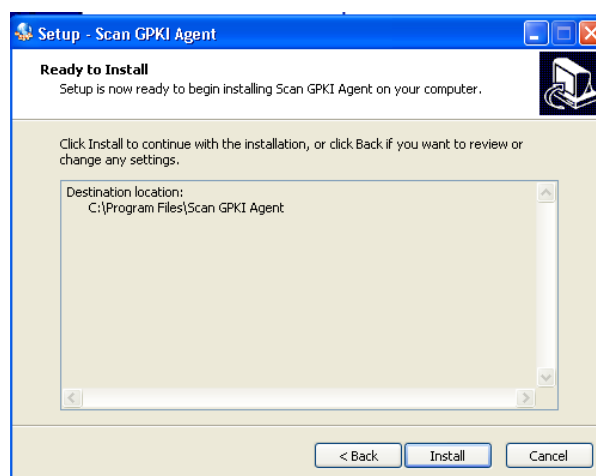 Setup - Scan GPKI Agent
Ready to Install
Setup is now ready to begin installing Scan GPKI Agent on your computer.
Click Install to continue with the installation, or click Back if you want to review or
change any settings.
Destination location:
C:\Program Files\Scan GPKI Agent
< Back Install Cancel